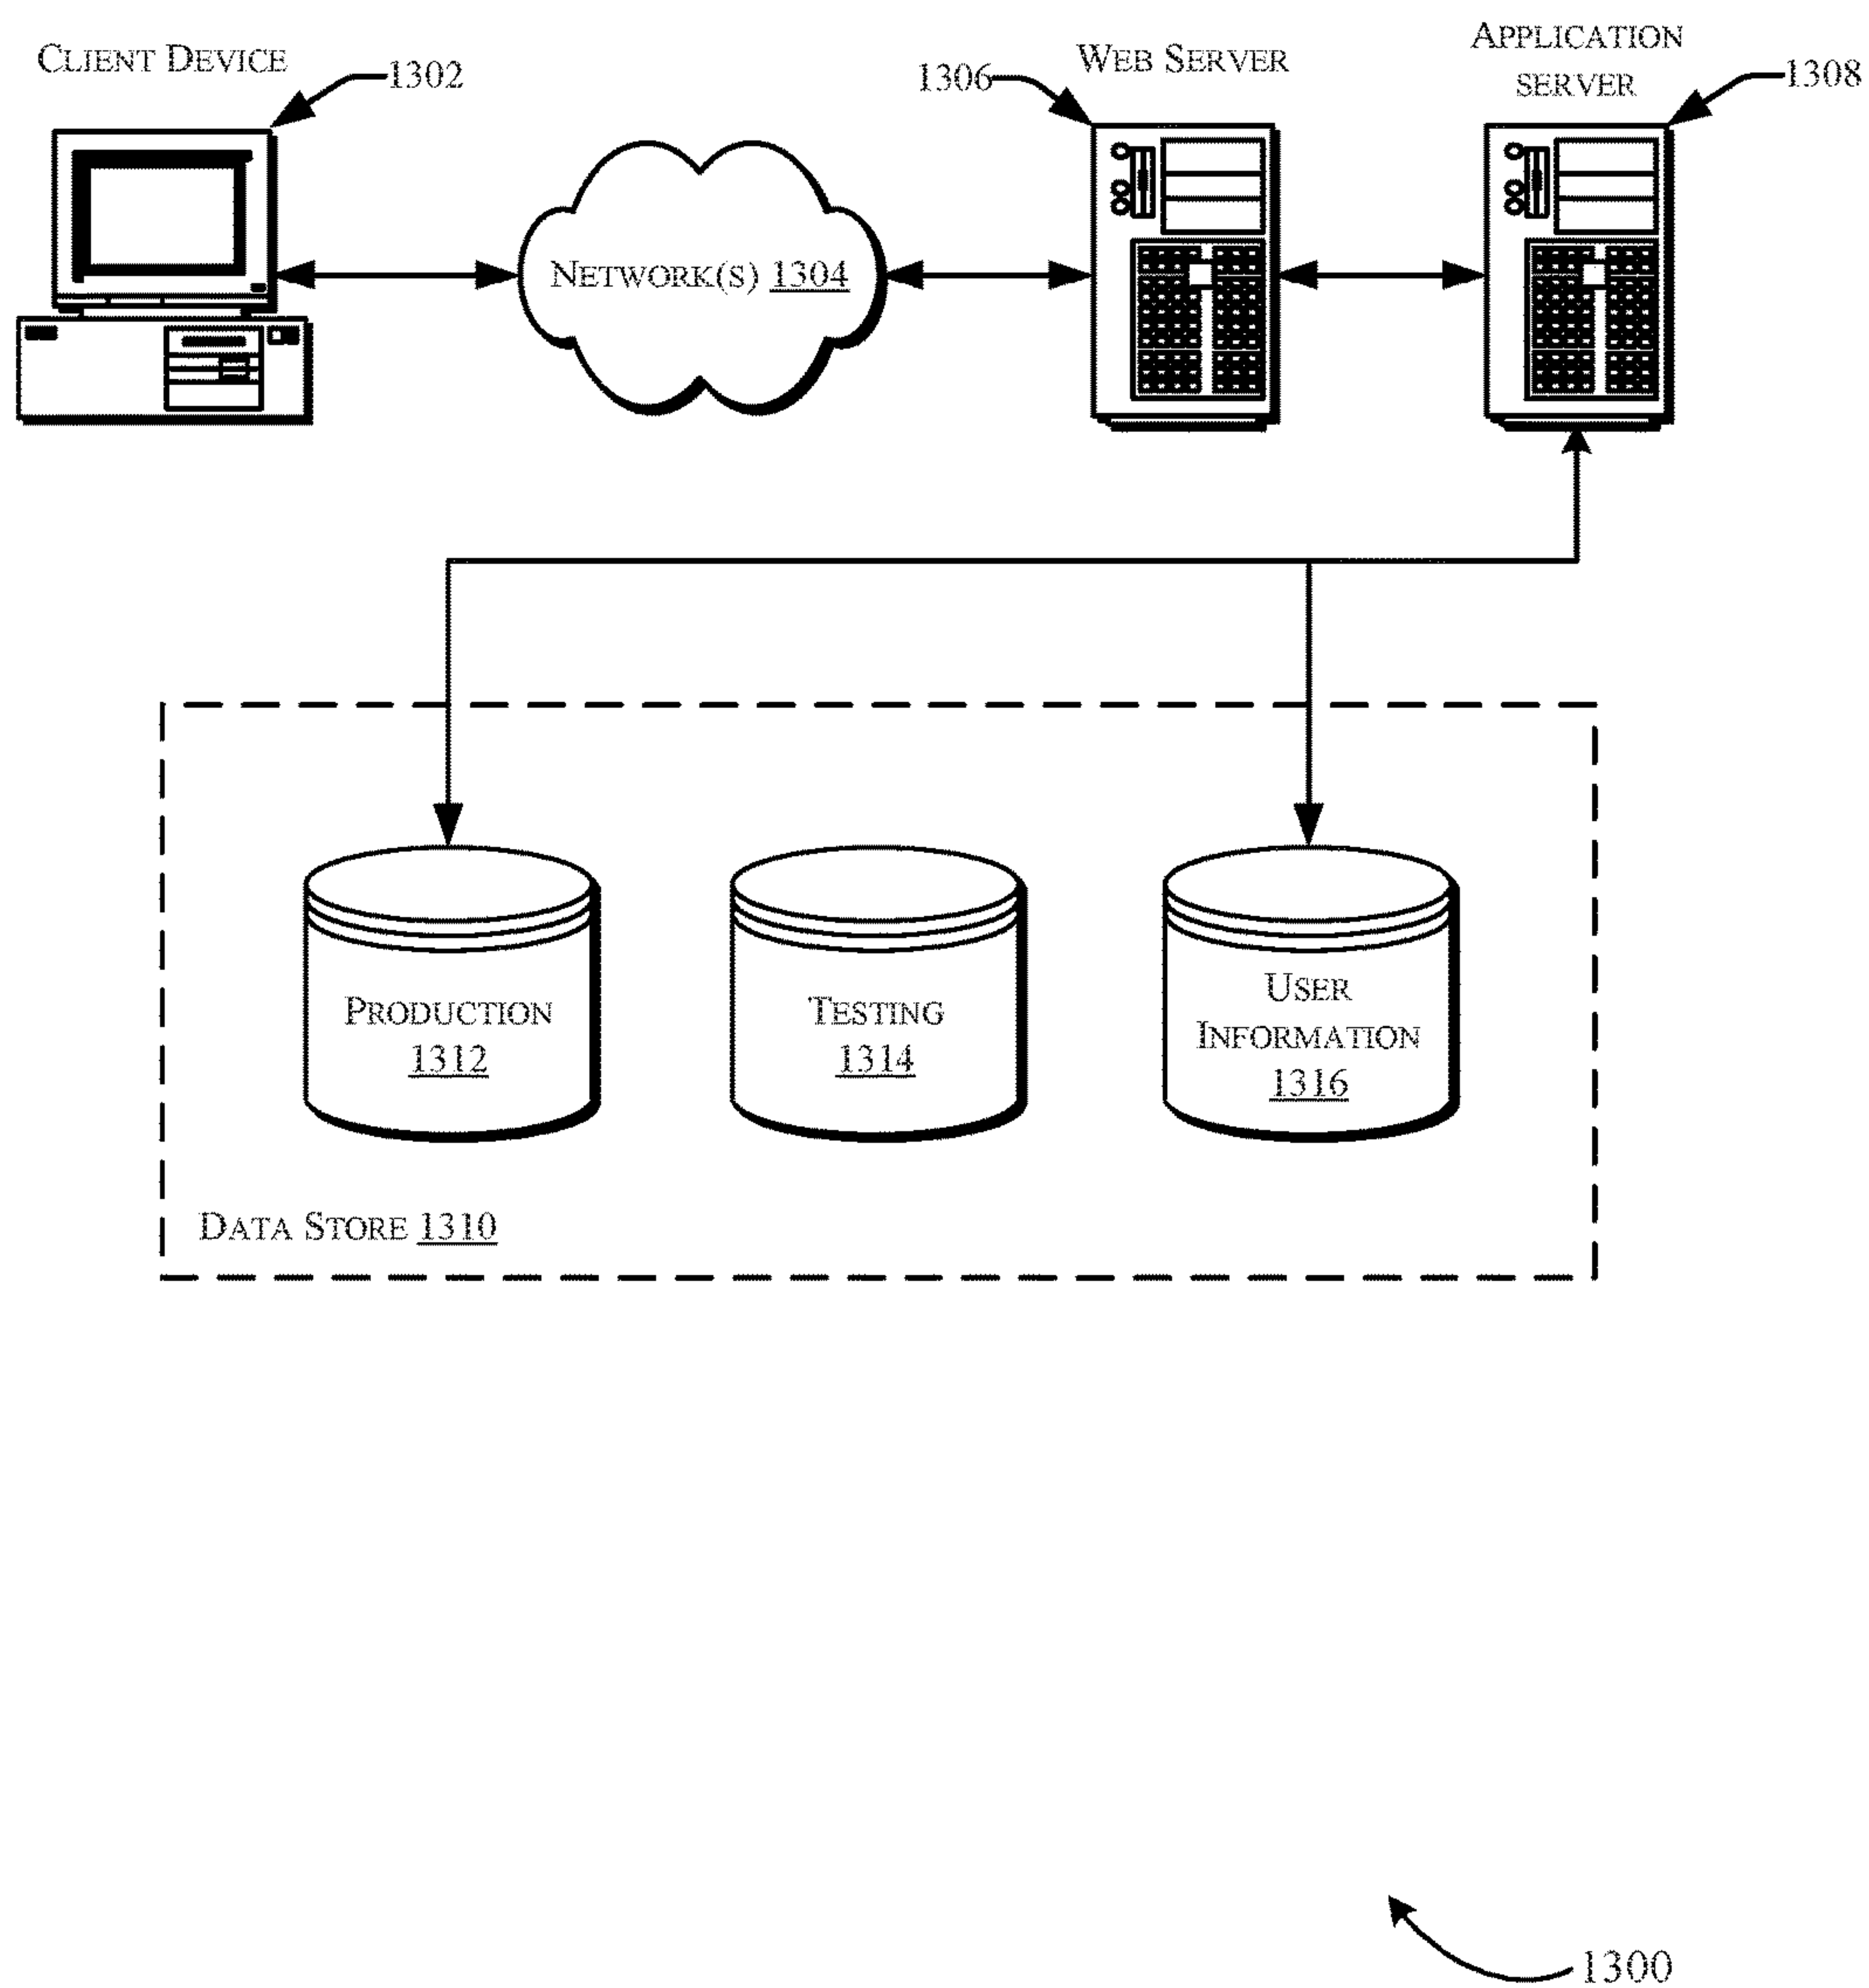 CLIENT DEVICE
1302
1306
WEB SERVER
APPLICATION
SERVER
1308
NETWORK(S) 1304
PRODUCTION
1312
TESTING
1314
USER
INFORMATION
1316
DATA STORE 1310
1300